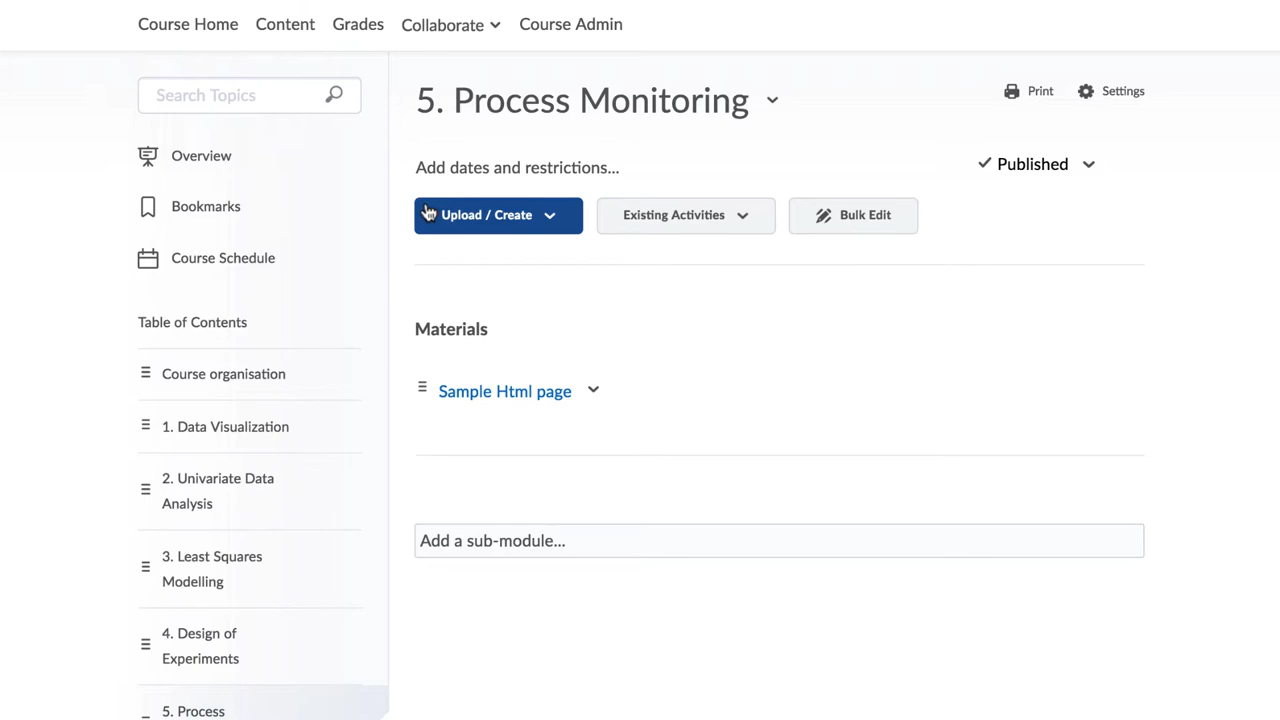 Course Home Content Grades Collaborate Course Admin
Search Topics
Overview
Bookmarks
Course Schedule
Table of Contents
Course organisation
1. Data Visualization
2. Univariate Data
Analysis
3. Least Squares
Modelling
4. Design of
Experiments
5. Process
5. Process Monitoring
Print Settings
Add dates and restrictions...
Published
Upload / Create Existing Activities Bulk Edit
Materials
Sample Html page
Add a sub-module...